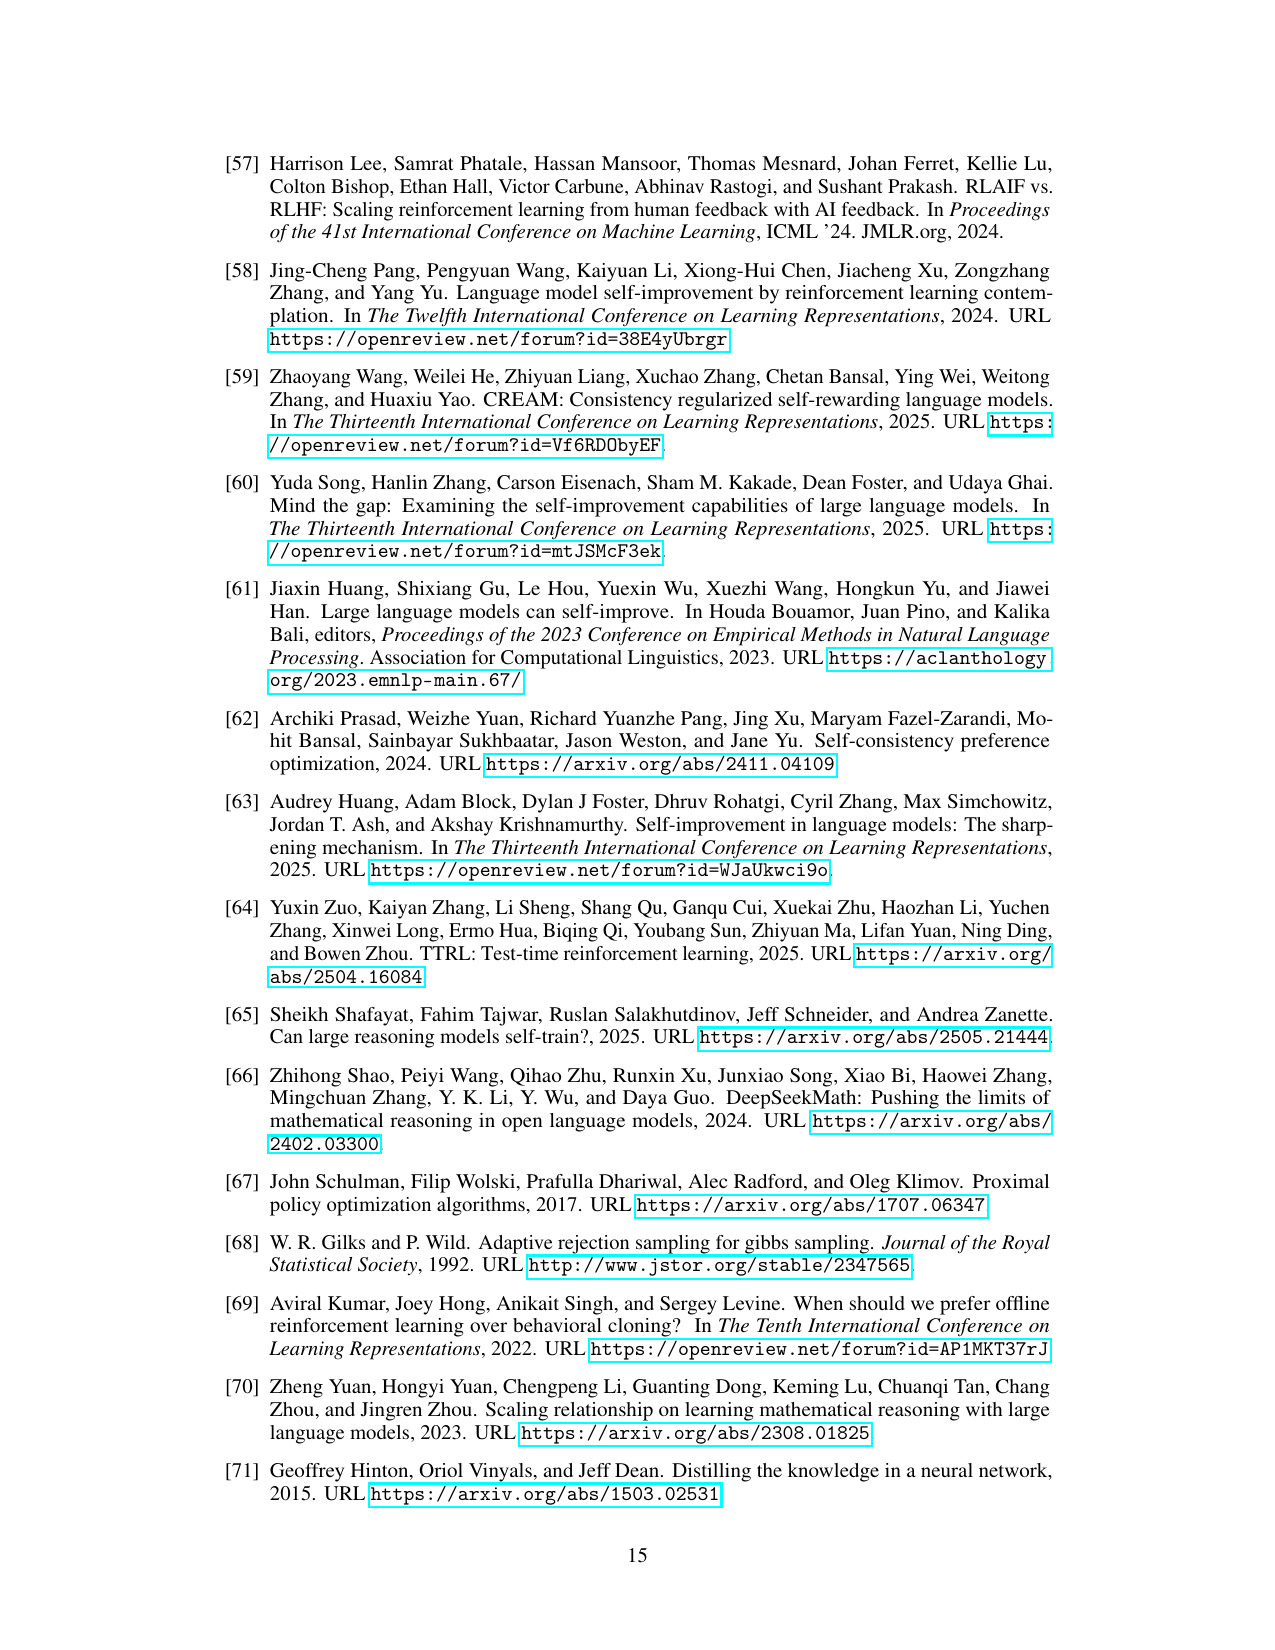 [57] Harrison Lee, Samrat Phatale, Hassan Mansoor, Thomas Mesnard, Johan Ferret, Kellie Lu,
Colton Bishop, Ethan Hall, Victor Carbune, Abhinav Rastogi, and Sushant Prakash. RLAIF vs.
RLHF: Scaling reinforcement learning from human feedback with AI feedback. In Proceedings
of the 41st International Conference on Machine Learning, ICML ’24. JMLR.org, 2024.
[58] Jing-Cheng Pang, Pengyuan Wang, Kaiyuan Li, Xiong-Hui Chen, Jiacheng Xu, Zongzhang
Zhang, and Yang Yu. Language model self-improvement by reinforcement learning contem-
plation. In The Twelfth International Conference on Learning Representations, 2024. URL
https://openreview.net/forum?id=38E4yUbrgr
[59] Zhaoyang Wang, Weilei He, Zhiyuan Liang, Xuchao Zhang, Chetan Bansal, Ying Wei, Weitong
Zhang, and Huaxiu Yao. CREAM: Consistency regularized self-rewarding language models.
In The Thirteenth International Conference on Learning Representations, 2025. URL https:
//openreview.net/forum?id=Vf6RDObyEF.
[60] Yuda Song, Hanlin Zhang, Carson Eisenach, Sham M. Kakade, Dean Foster, and Udaya Ghai.
Mind the gap: Examining the self-improvement capabilities of large language models. In
The Thirteenth International Conference on Learning Representations, 2025. URL https:
//openreview.net/forum?id=mtJSMcF3ek.
[61] Jiaxin Huang, Shixiang Gu, Le Hou, Yuexin Wu, Xuezhi Wang, Hongkun Yu, and Jiawei
Han. Large language models can self-improve. In Houda Bouamor, Juan Pino, and Kalika
Bali, editors, Proceedings of the 2023 Conference on Empirical Methods in Natural Language
Processing. Association for Computational Linguistics, 2023. URL https://aclanthology.
org/2023.emnlp-main.67/
[62] Archiki Prasad, Weizhe Yuan, Richard Yuanzhe Pang, Jing Xu, Maryam Fazel-Zarandi, Mo-
hit Bansal, Sainbayar Sukhbaatar, Jason Weston, and Jane Yu. Self-consistency preference
optimization, 2024. URL https://arxiv.org/abs/2411.04109
[63] Audrey Huang, Adam Block, Dylan J Foster, Dhruv Rohatgi, Cyril Zhang, Max Simchowitz,
Jordan T. Ash, and Akshay Krishnamurthy. Self-improvement in language models: The sharp-
ening mechanism. In The Thirteenth International Conference on Learning Representations,
2025. URL https://openreview.net/forum?id=WJaUkwci9o.
[64] Yuxin Zuo, Kaiyan Zhang, Li Sheng, Shang Qu, Ganqu Cui, Xuekai Zhu, Haozhan Li, Yuchen
Zhang, Xinwei Long, Ermo Hua, Biqing Qi, Youbang Sun, Zhiyuan Ma, Lifan Yuan, Ning Ding,
and Bowen Zhou. TTRL: Test-time reinforcement learning, 2025. URL https://arxiv.org/
abs/2504.16084
[65] Sheikh Shafayat, Fahim Tajwar, Ruslan Salakhutdinov, Jeff Schneider, and Andrea Zanette.
Can large reasoning models self-train?, 2025. URL https://arxiv.org/abs/2505.21444.
[66] Zhihong Shao, Peiyi Wang, Qihao Zhu, Runxin Xu, Junxiao Song, Xiao Bi, Haowei Zhang,
Mingchuan Zhang, Y. K. Li, Y. Wu, and Daya Guo. DeepSeekMath: Pushing the limits of
mathematical reasoning in open language models, 2024. URL https://arxiv.org/abs/
2402.03300.
[67] John Schulman, Filip Wolski, Prafulla Dhariwal, Alec Radford, and Oleg Klimov. Proximal
policy optimization algorithms, 2017. URL https://arxiv.org/abs/1707.06347
[68] W. R. Gilks and P. Wild. Adaptive rejection sampling for gibbs sampling. Journal of the Royal
Statistical Society, 1992. URL http://www.jstor.org/stable/2347565.
[69] Aviral Kumar, Joey Hong, Anikait Singh, and Sergey Levine. When should we prefer offline
reinforcement learning over behavioral cloning? In The Tenth International Conference on
Learning Representations, 2022. URL https://openreview.net/forum?id=AP1MKT37rJ
[70] Zheng Yuan, Hongyi Yuan, Chengpeng Li, Guanting Dong, Keming Lu, Chuanqi Tan, Chang
Zhou, and Jingren Zhou. Scaling relationship on learning mathematical reasoning with large
language models, 2023. URL https://arxiv.org/abs/2308.01825
[71] Geoffrey Hinton, Oriol Vinyals, and Jeff Dean. Distilling the knowledge in a neural network,
2015. URL https://arxiv.org/abs/1503.02531
15